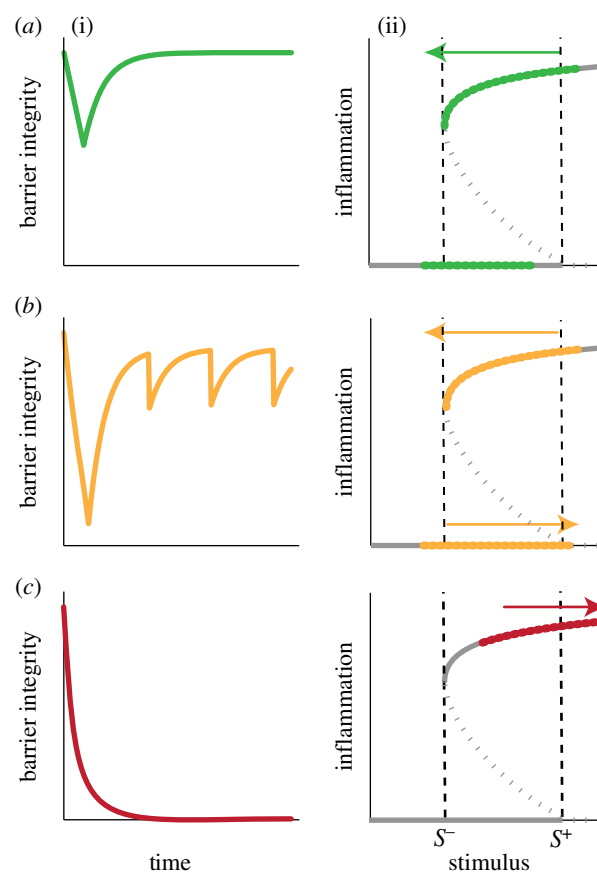 (a) (i) (ii)
barrier integrity
inflammation
(b)
barrier integrity
inflammation
(c)
barrier integrity
inflammation
S⁻ S⁺
time stimulus